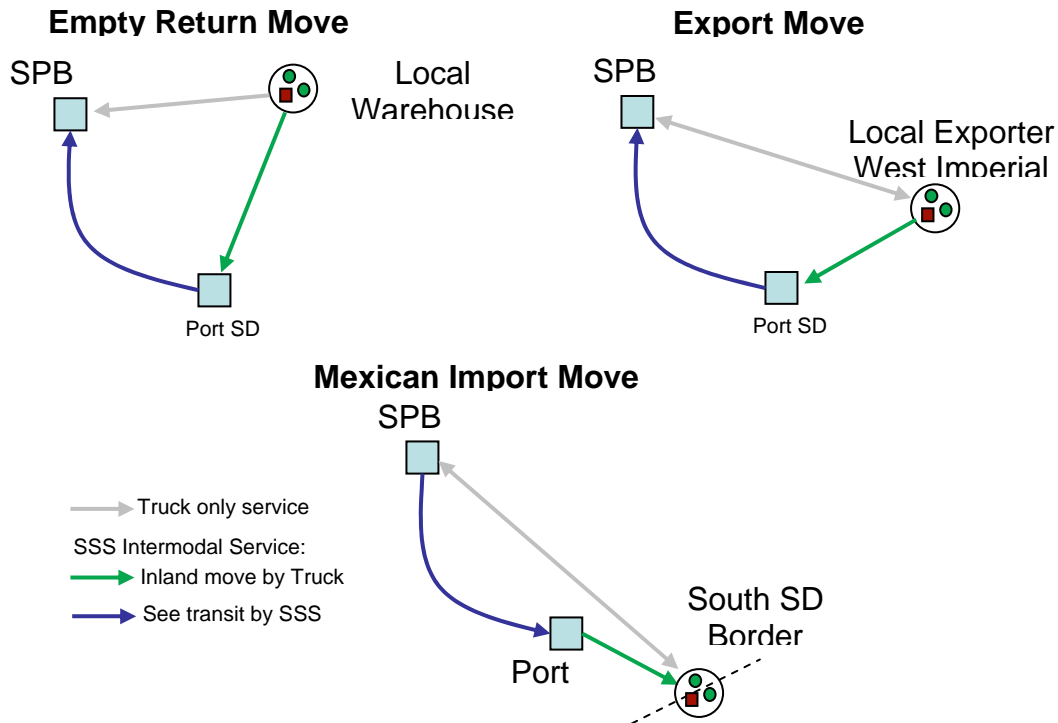 Empty Return Move
SPB
Local
Warehouse
Port SD
Export Move
SPB
Local Exporter
West Imperial
Port SD
Mexican Import Move
SPB
Truck only service
SSS Intermodal Service:
Inland move by Truck
See transit by SSS
South SD
Border
Port